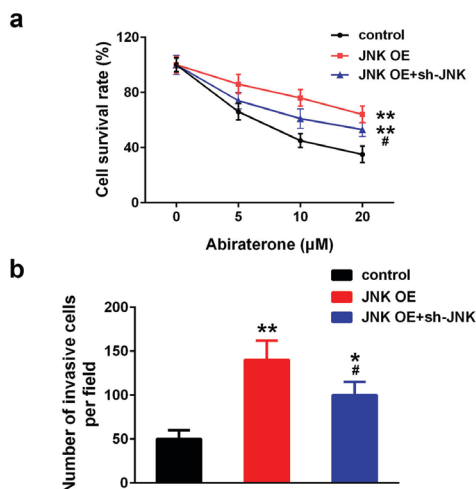 a
control
JNK OE
JNK OE+sh-JNK
Cell survival rate (%)
120
80
40
0
**
**
#
0 5 10 20
Abiraterone (μM)
b
control
JNK OE
JNK OE+sh-JNK
Number of invasive cells
per field
200
150
100
50
0
**
*
#